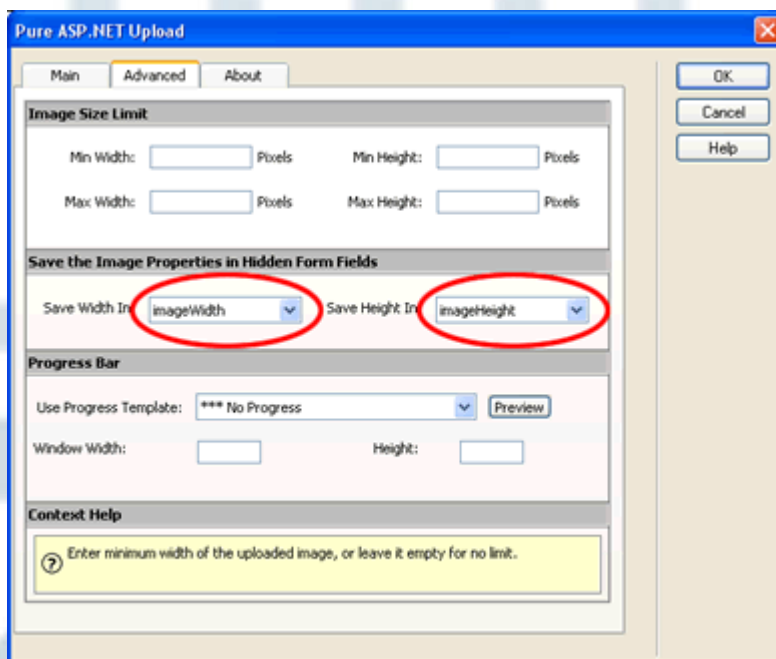 Pure ASP.NET Upload
Main Advanced About
OK
Cancel
Help
Image Size Limit
Min Width: Pixels Min Height: Pixels
Max Width: Pixels Max Height: Pixels
Save the Image Properties in Hidden Form Fields
Save Width In imageWidth Save Height In imageHeight
Progress Bar
Use Progress Template: *** No Progress Preview
Window Width: Height:
Context Help
? Enter minimum width of the uploaded image, or leave it empty for no limit.